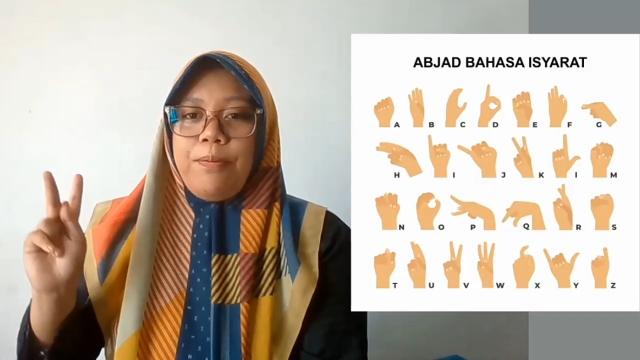 ABJAD BAHASA ISYARAT
A B C D E F G
H I J K L M
N O P Q R S
T U V W X Y Z